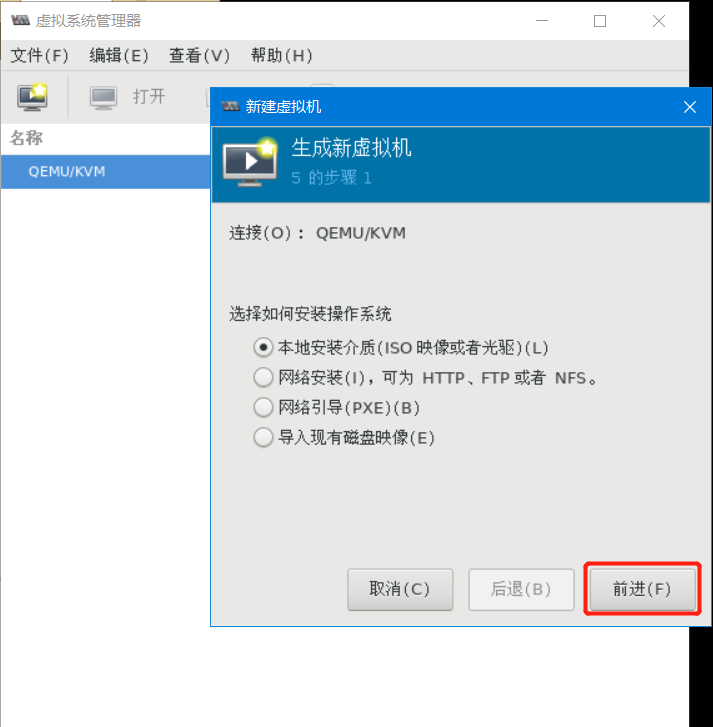 虚拟系统管理器
文件(F) 编辑(E) 查看(V) 帮助(H)
打开
名称
QEMU/KVM
新建虚拟机
生成新虚拟机
5 的步骤 1
连接(O)： QEMU/KVM
选择如何安装操作系统
本地安装介质(ISO 映像或者光驱)(L)
网络安装(I)，可为 HTTP、FTP 或者 NFS。
网络引导(PXE)(B)
导入现有磁盘映像(E)
取消(C) 后退(B) 前进(F)